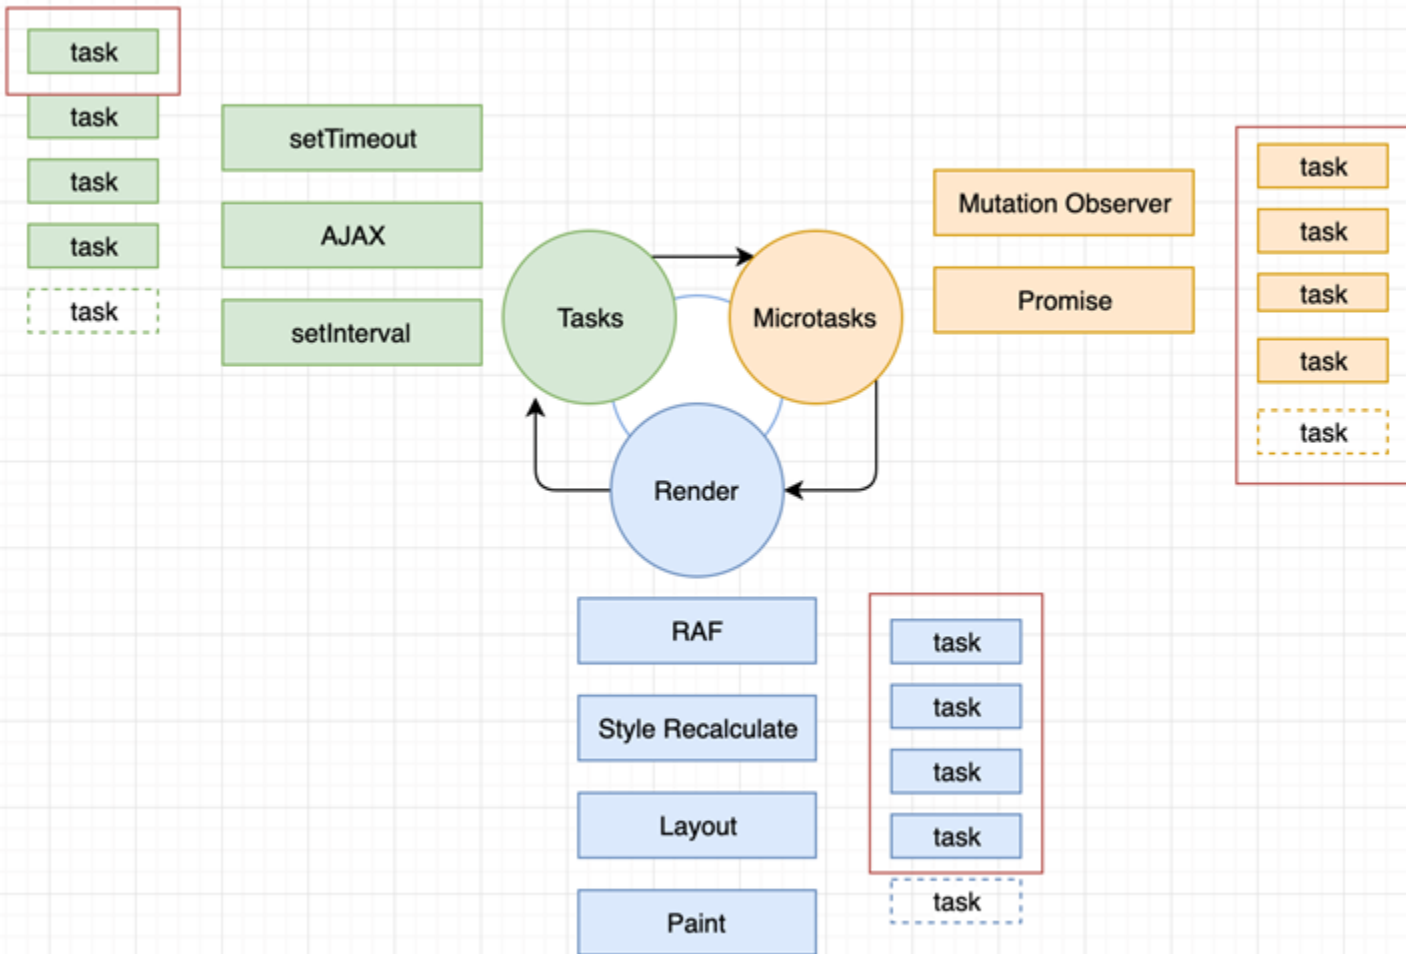 task
task
task
task
task
setTimeout
AJAX
setInterval
Tasks
Microtasks
Render
Mutation Observer
Promise
task
task
task
task
task
RAF
Style Recalculate
Layout
Paint
task
task
task
task
task